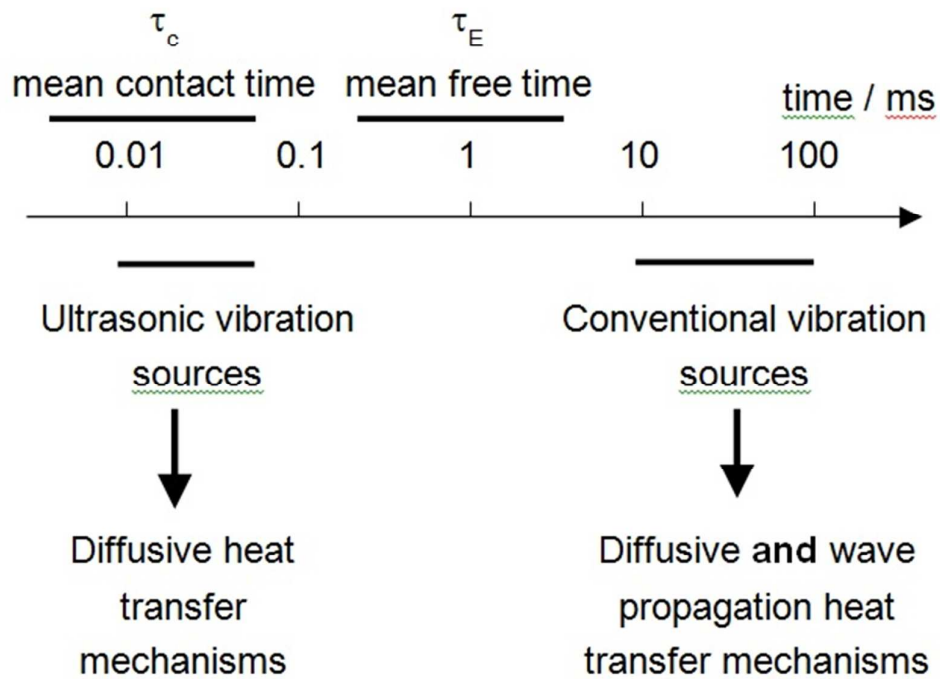 τc τE
mean contact time mean free time
time / ms
0.01 0.1 1 10 100
Ultrasonic vibration
sources
Conventional vibration
sources
Diffusive heat
transfer
mechanisms
Diffusive and wave
propagation heat
transfer mechanisms